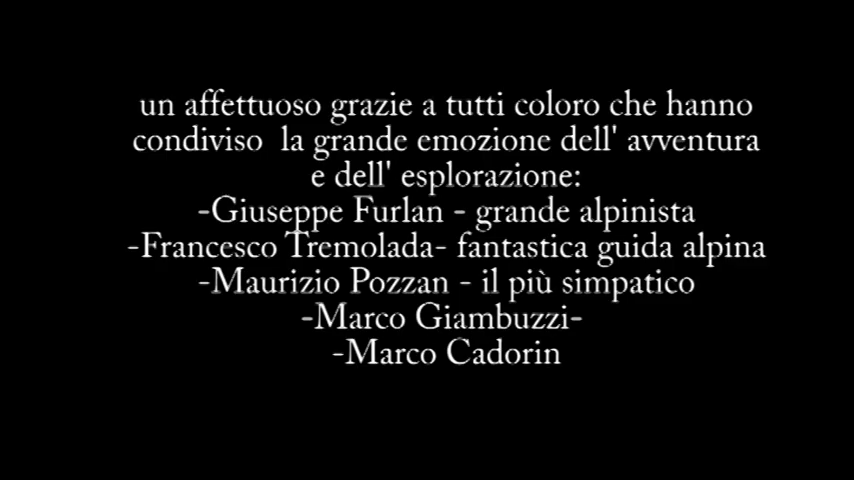 un affettuoso grazie a tutti coloro che hanno
condiviso  la grande emozione dell' avventura
e dell' esplorazione:
-Giuseppe Furlan - grande alpinista
-Francesco Tremolada- fantastica guida alpina
-Maurizio Pozzan - il più simpatico
-Marco Giambuzzi-
-Marco Cadorin